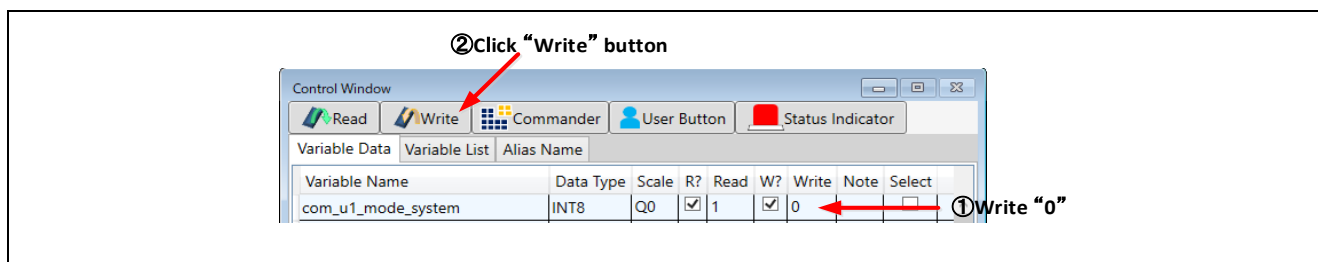 ②Click “Write” button
Control Window
Read Write Commander User Button Status Indicator
Variable Data Variable List Alias Name
Variable Name Data Type Scale R? Read W? Write Note Select
com_u1_mode_system INT8 Q0 1 0
①Write “0”